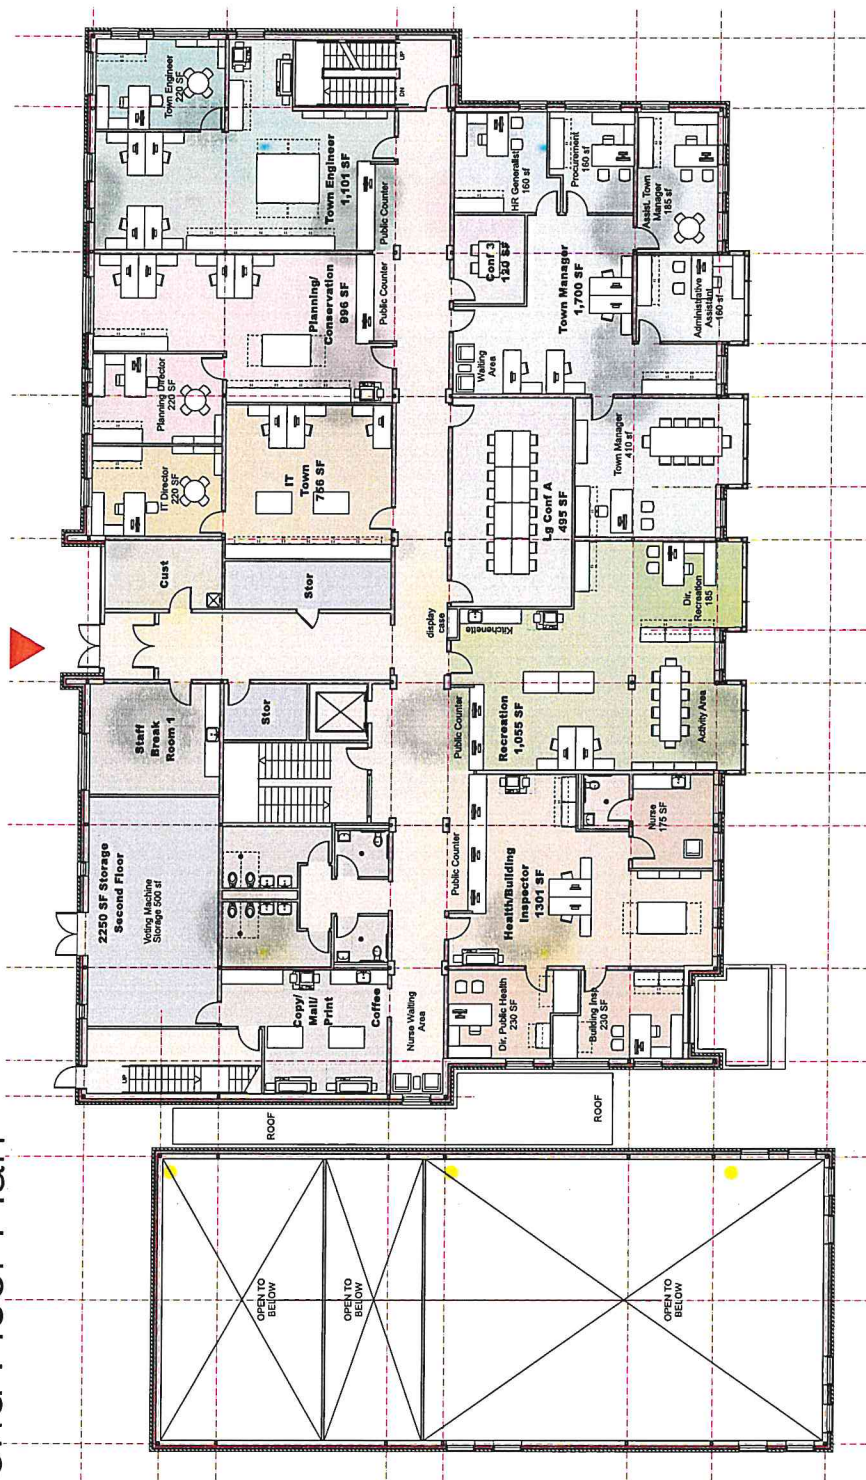 Floor Plan
OPEN TO
BELOW
OPEN TO
BELOW
OPEN TO
BELOW
ROOF
ROOF
UP
2250 SF Storage
Second Floor
Voting Machine
Storage 500 sf
Copy/
Mail/
Print
Coffee
Nurse Waiting
Area
Dir. Public Health
230 SF
Building Insp.
230 SF
Health/Building
Inspector
1301 SF
Public Counter
Nurse
175 SF
Staff
Break
Room 1
Stor
Public Counter
Recreation
1,055 SF
Activity Area
display
case
Kitchenette
Dir.
Recreation
185
Cust
Stor
IT Director
220 SF
IT
Town
756 SF
Lg Conf A
495 SF
Town Manager
410 sf
Planning Director
220 SF
Planning/
Conservation
996 SF
Public Counter
Waiting
Area
Conf 3
120 SF
Town Manager
1,700 SF
Administrative
Assistant
160 sf
Town Engineer
220 SF
Town Engineer
1,101 SF
Public Counter
DN
UP
HR Generalist
160 sf
Procurement
160 sf
Assist. Town
Manager
185 sf